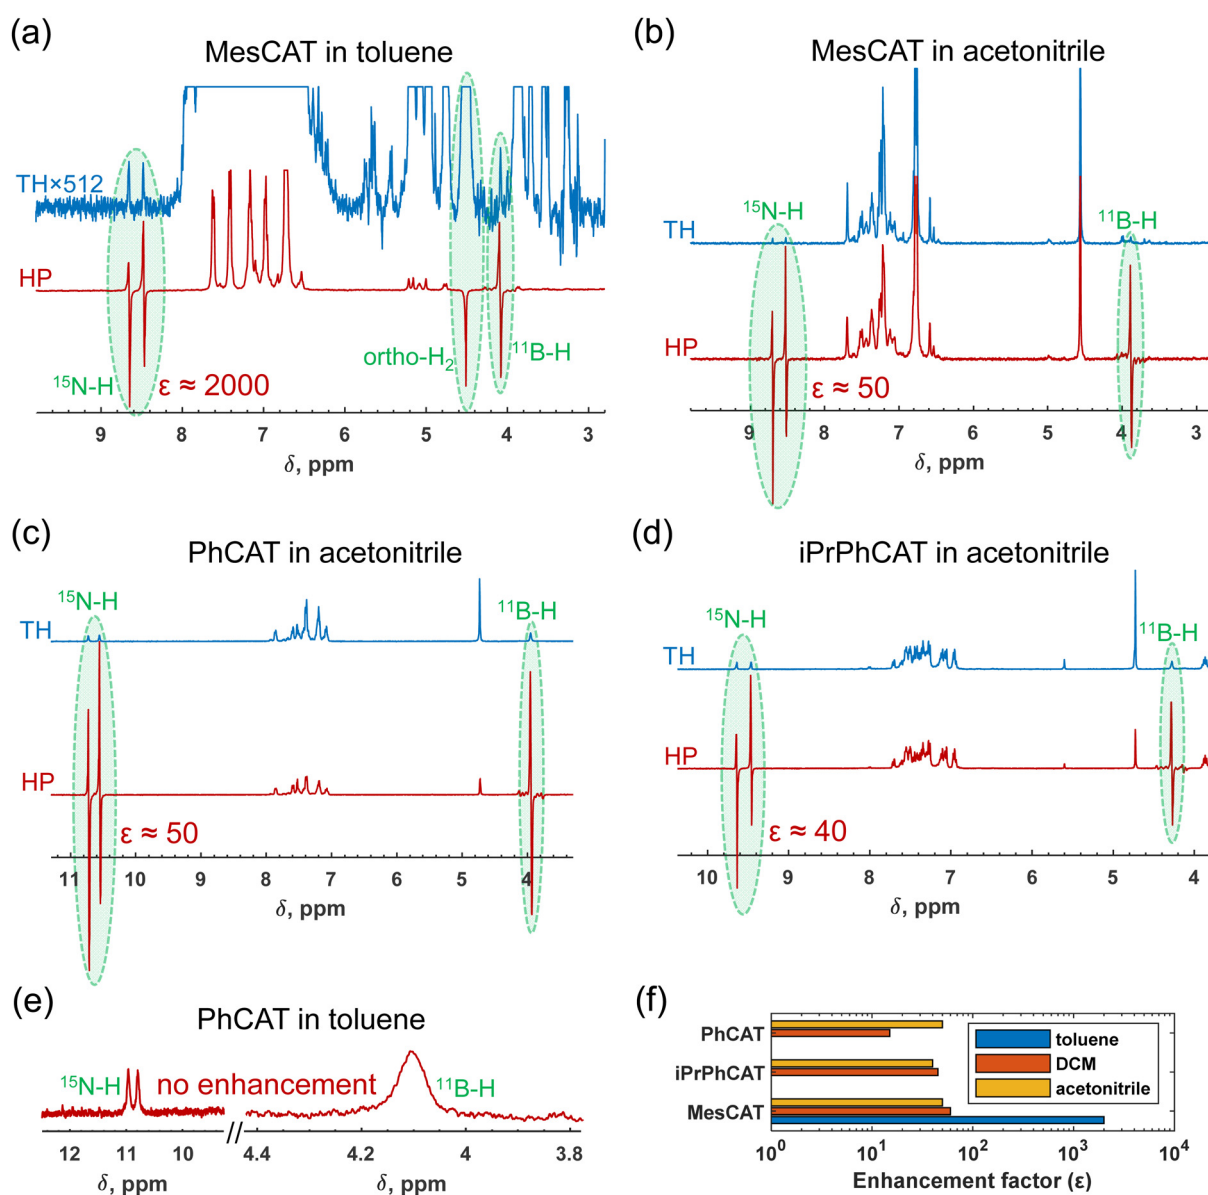 (a)
MesCAT in toluene
TH×512
HP
¹⁵N-H
ε ≈ 2000
ortho-H₂
¹¹B-H
9 8 7 6 5 4 3
δ, ppm
(b)
MesCAT in acetonitrile
TH
¹⁵N-H
¹¹B-H
HP
ε ≈ 50
9 8 7 6 5 4 3
δ, ppm
(c)
PhCAT in acetonitrile
¹⁵N-H
¹¹B-H
TH
HP
ε ≈ 50
11 10 9 8 7 6 5 4
δ, ppm
(d)
iPrPhCAT in acetonitrile
¹⁵N-H
¹¹B-H
TH
HP
ε ≈ 40
10 9 8 7 6 5 4
δ, ppm
(e)
PhCAT in toluene
¹⁵N-H
no enhancement
¹¹B-H
12 11 10 // 4.4 4.2 4 3.8
δ, ppm δ, ppm
(f)
PhCAT
iPrPhCAT
MesCAT
toluene
DCM
acetonitrile
10⁰ 10¹ 10² 10³ 10⁴
Enhancement factor (ε)